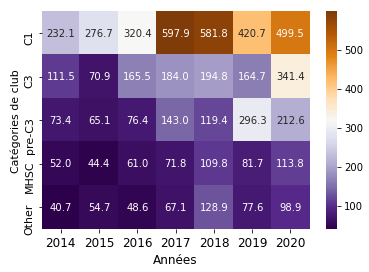 Catégories de club
C1 232.1 276.7 320.4 597.9 581.8 420.7 499.5
C3 111.5 70.9 165.5 184.0 194.8 164.7 341.4
pre-C3 73.4 65.1 76.4 143.0 119.4 296.3 212.6
MHSC 52.0 44.4 61.0 71.8 109.8 81.7 113.8
Other 40.7 54.7 48.6 67.1 128.9 77.6 98.9
2014 2015 2016 2017 2018 2019 2020
Années
500
400
300
200
100